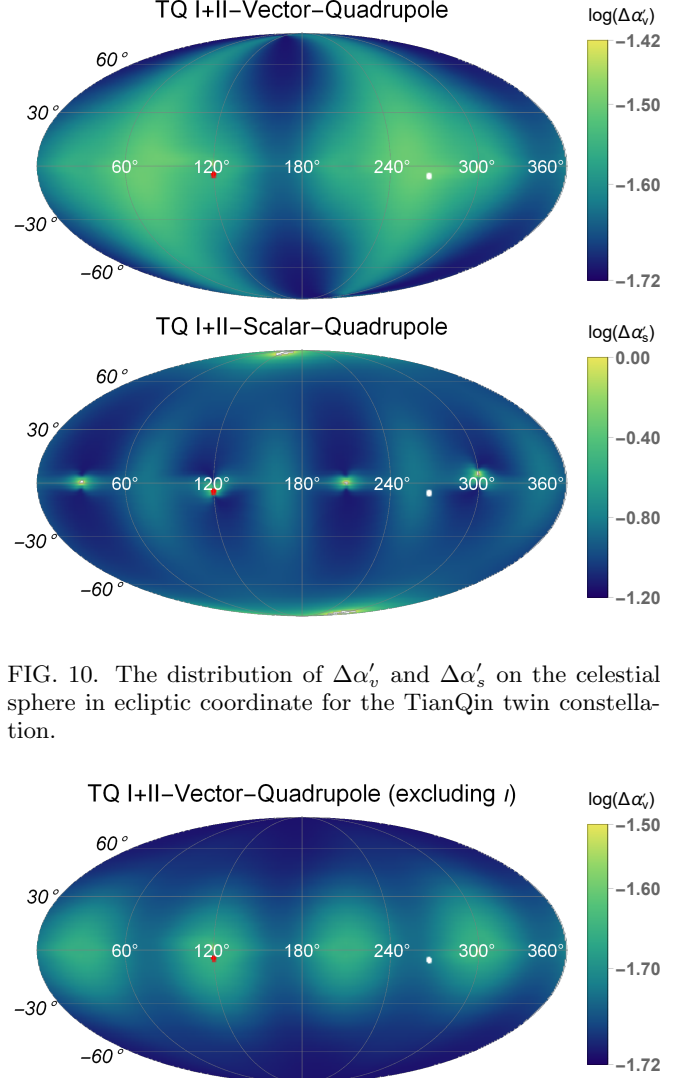 TQ I+II−Vector−Quadrupole
log(Δα′ᵥ)
−1.42
60°
−1.50
30°
60° 120° 180° 240° 300° 360°
−1.60
−30°
−60°
−1.72
TQ I+II−Scalar−Quadrupole
log(Δα′ₛ)
0.00
60°
−0.40
30°
60° 120° 180° 240° 300° 360°
−0.80
−30°
−60°
−1.20
FIG. 10. The distribution of Δα′ᵥ and Δα′ₛ on the celestial
sphere in ecliptic coordinate for the TianQin twin constella-
tion.
TQ I+II−Vector−Quadrupole (excluding ι)
log(Δα′ᵥ)
−1.50
60°
−1.60
30°
60° 120° 180° 240° 300° 360°
−1.70
−30°
−60°
−1.72